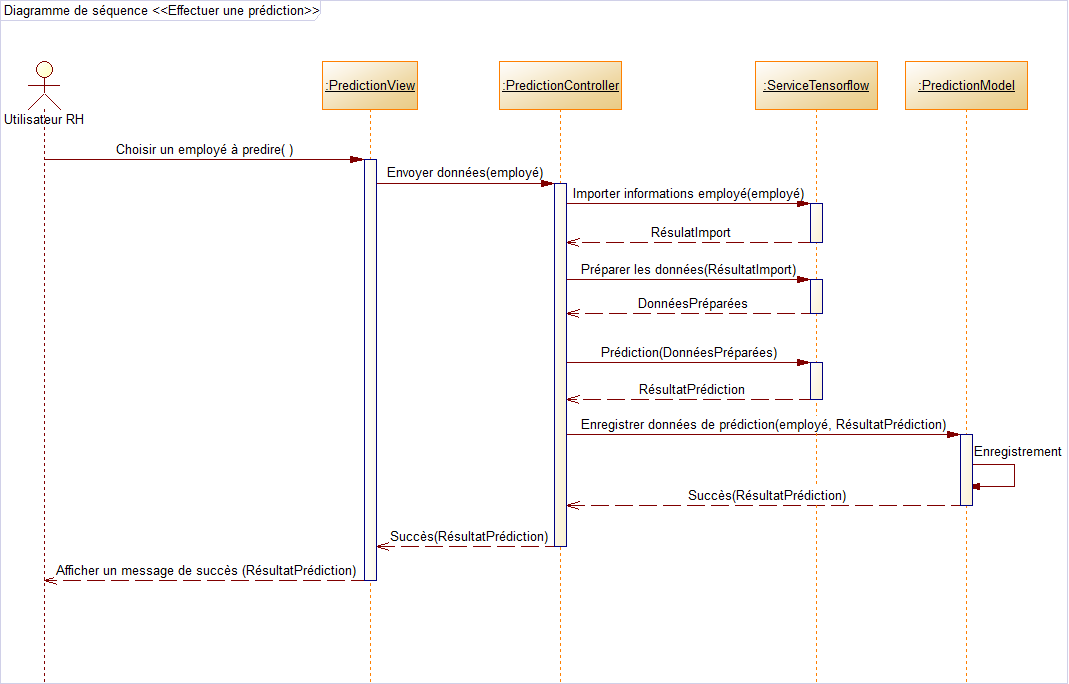 Diagramme de séquence <<Effectuer une prédiction>>
:PredictionView
:PredictionController
:ServiceTensorflow
:PredictionModel
Utilisateur RH
Choisir un employé à predire( )
Envoyer données(employé)
Importer informations employé(employé)
RésulatImport
Préparer les données(RésultatImport)
DonnéesPréparées
Prédiction(DonnéesPréparées)
RésultatPrédiction
Enregistrer données de prédiction(employé, RésultatPrédiction)
Enregistrement
Succès(RésultatPrédiction)
Succès(RésultatPrédiction)
Afficher un message de succès (RésultatPrédiction)